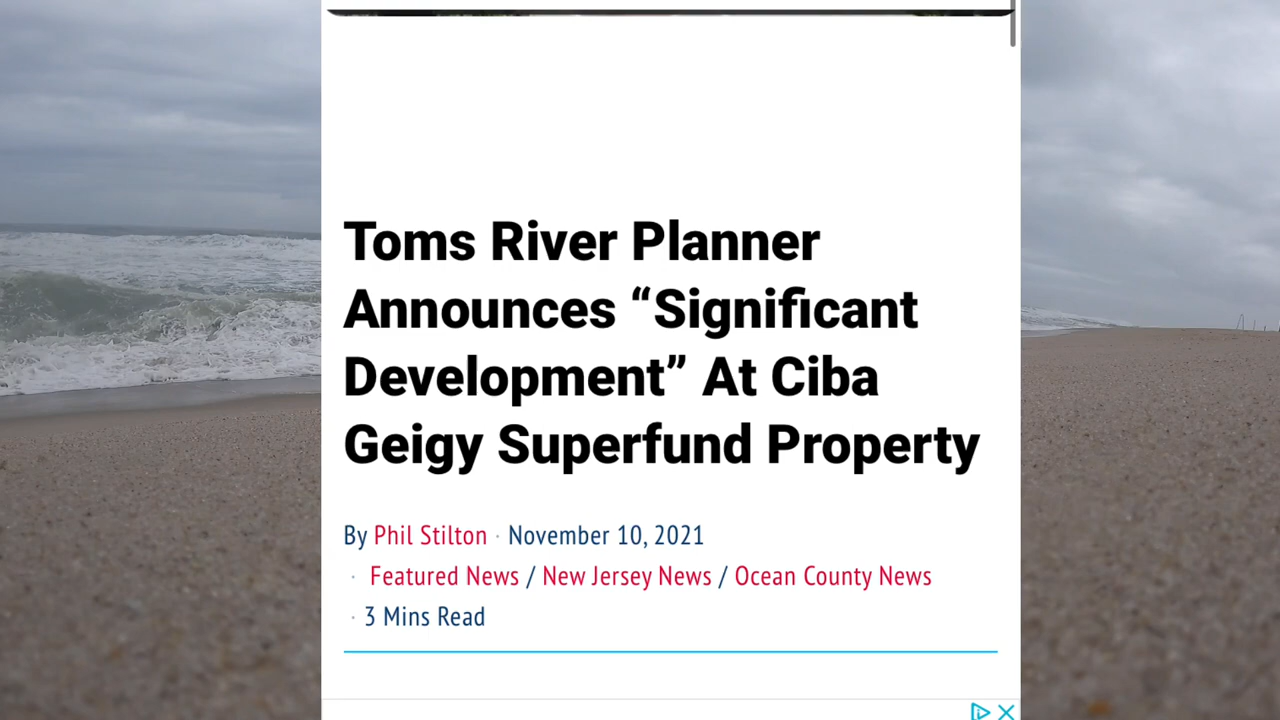 Toms River Planner
Announces “Significant
Development” At Ciba
Geigy Superfund Property
By Phil Stilton · November 10, 2021
· Featured News / New Jersey News / Ocean County News
· 3 Mins Read